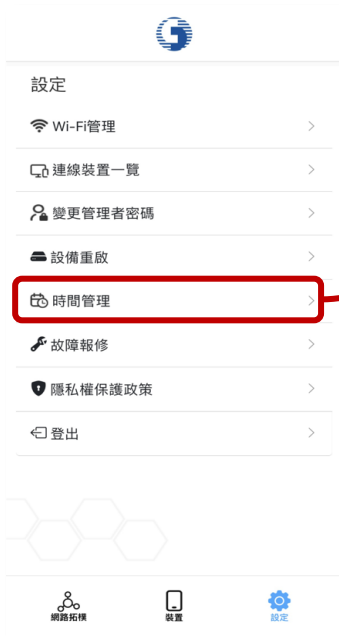 設定
Wi-Fi管理
連線裝置一覽
變更管理者密碼
設備重啟
時間管理
故障報修
隱私權保護政策
登出
網路拓樸
裝置
設定